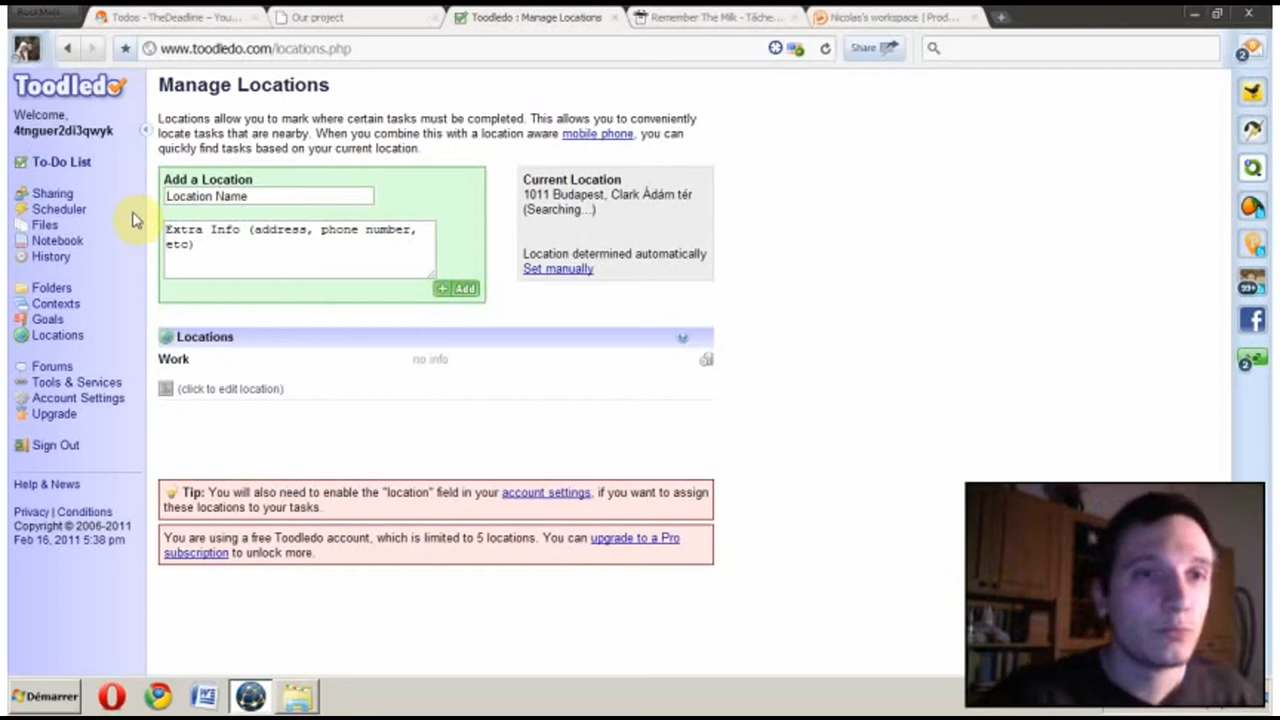 Todos - TheDeadline – You...
Our project
Toodledo : Manage Locations
Remember The Milk - Tâche...
Nicolas's workspace | Prod...
www.toodledo.com/locations.php
Share
2
Toodledo
Manage Locations
Welcome,
4tnguer2di3qwyk
Locations allow you to mark where certain tasks must be completed. This allows you to conveniently
locate tasks that are nearby. When you combine this with a location aware mobile phone, you can
quickly find tasks based on your current location.
To-Do List
Sharing
Scheduler
Files
Notebook
History
Folders
Contexts
Goals
Locations
Forums
Tools & Services
Account Settings
Upgrade
Sign Out
Help & News
Privacy | Conditions
Copyright © 2006-2011
Feb 16, 2011 5:38 pm
Add a Location
Location Name
Extra Info (address, phone number,
etc)
Add
Current Location
1011 Budapest, Clark Ádám tér
(Searching...)
Location determined automatically
Set manually
Locations
Work
no info
(click to edit location)
Tip: You will also need to enable the "location" field in your account settings, if you want to assign
these locations to your tasks.
You are using a free Toodledo account, which is limited to 5 locations. You can upgrade to a Pro
subscription to unlock more.
99+
2
Démarrer